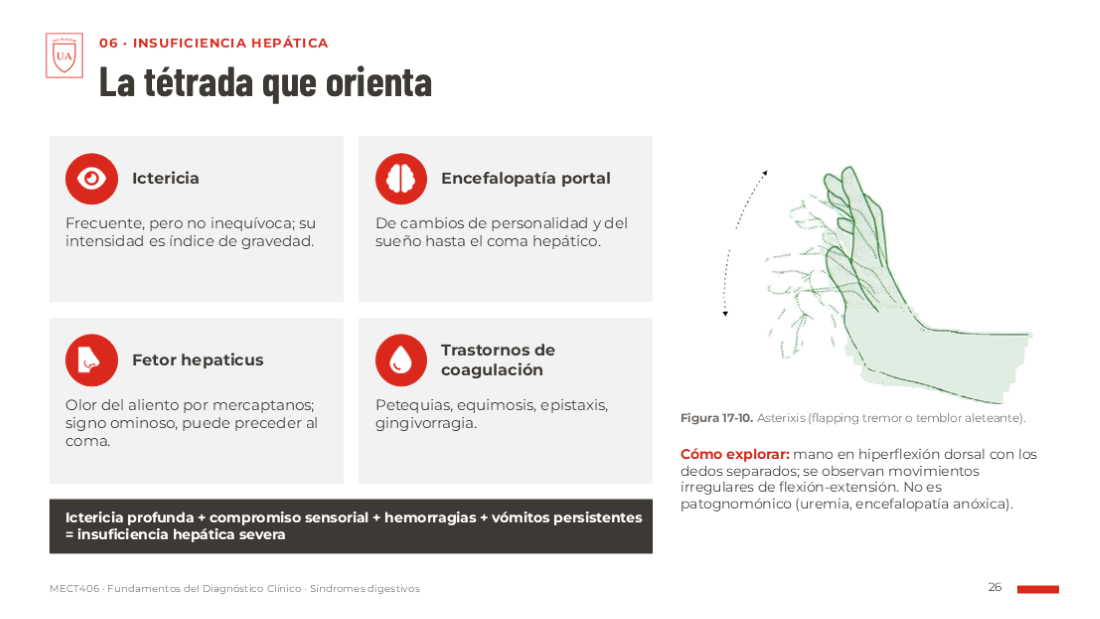 06 · INSUFICIENCIA HEPÁTICA
UA
La tétrada que orienta
Ictericia
Frecuente, pero no inequívoca; su
intensidad es índice de gravedad.
Encefalopatía portal
De cambios de personalidad y del
sueño hasta el coma hepático.
Fetor hepaticus
Olor del aliento por mercaptanos;
signo ominoso, puede preceder al
coma.
Trastornos de
coagulación
Petequias, equimosis, epistaxis,
gingivorragia.
Ictericia profunda + compromiso sensorial + hemorragias + vómitos persistentes
= insuficiencia hepática severa
Figura 17-10. Asterixis (flapping tremor o temblor aleteante).
Cómo explorar: mano en hiperflexión dorsal con los
dedos separados; se observan movimientos
irregulares de flexión-extensión. No es
patognomónico (uremia, encefalopatía anóxica).
MECT406 · Fundamentos del Diagnóstico Clínico · Síndromes digestivos
26